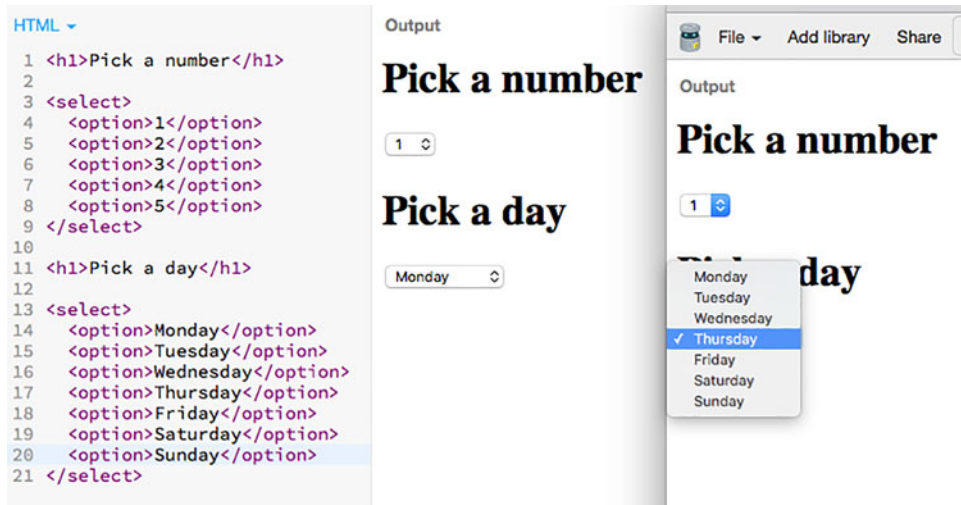 HTML
1 <h1>Pick a number</h1>
2
3 <select>
4 <option>1</option>
5 <option>2</option>
6 <option>3</option>
7 <option>4</option>
8 <option>5</option>
9 </select>
10
11 <h1>Pick a day</h1>
12
13 <select>
14 <option>Monday</option>
15 <option>Tuesday</option>
16 <option>Wednesday</option>
17 <option>Thursday</option>
18 <option>Friday</option>
19 <option>Saturday</option>
20 <option>Sunday</option>
21 </select>
Output
Pick a number
1
Pick a day
Monday
File Add library Share
Output
Pick a number
1
day
Monday
Tuesday
Wednesday
✓ Thursday
Friday
Saturday
Sunday